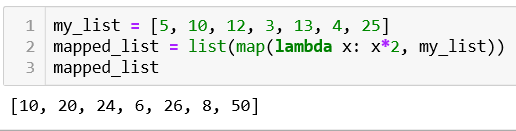 1 my_list = [5, 10, 12, 3, 13, 4, 25]
2 mapped_list = list(map(lambda x: x*2, my_list))
3 mapped_list
[10, 20, 24, 6, 26, 8, 50]